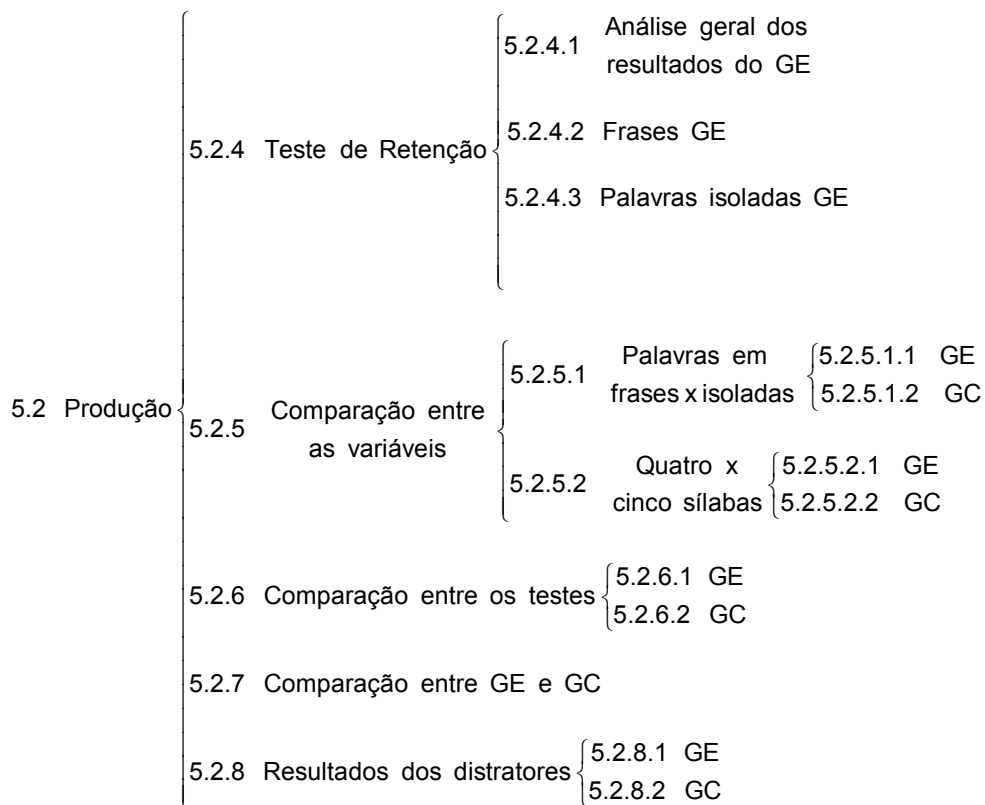 5.2 Produção
5.2.4 Teste de Retenção
5.2.4.1 Análise geral dos
resultados do GE
5.2.4.2 Frases GE
5.2.4.3 Palavras isoladas GE
5.2.5 Comparação entre
as variáveis
5.2.5.1 Palavras em
frases x isoladas
5.2.5.1.1 GE
5.2.5.1.2 GC
5.2.5.2 Quatro x
cinco sílabas
5.2.5.2.1 GE
5.2.5.2.2 GC
5.2.6 Comparação entre os testes
5.2.6.1 GE
5.2.6.2 GC
5.2.7 Comparação entre GE e GC
5.2.8 Resultados dos distratores
5.2.8.1 GE
5.2.8.2 GC